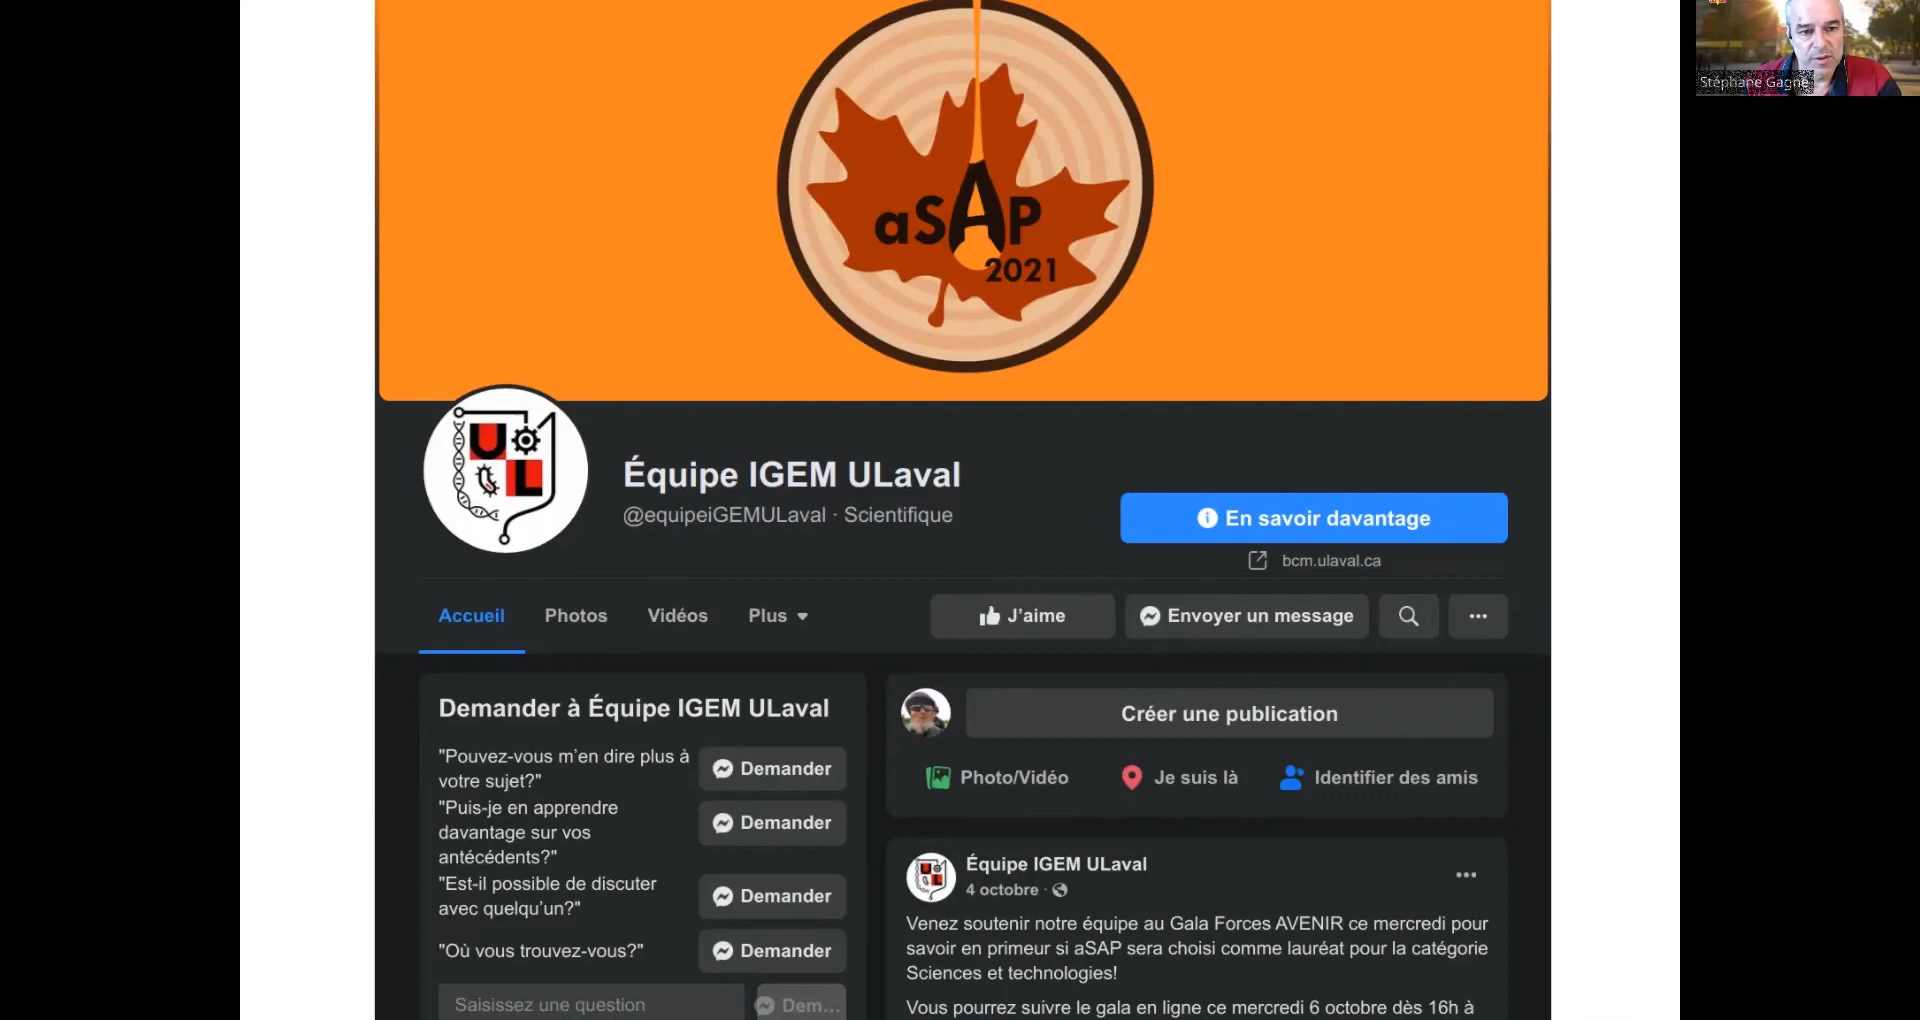 Stéphane Gagné
aSAP
2021
UL
Équipe IGEM ULaval
@equipeiGEMULaval · Scientifique
En savoir davantage
bcm.ulaval.ca
Accueil Photos Vidéos Plus J’aime Envoyer un message
Demander à Équipe IGEM ULaval
"Pouvez-vous m’en dire plus à
votre sujet?"
Demander
"Puis-je en apprendre
davantage sur vos
antécédents?"
Demander
"Est-il possible de discuter
avec quelqu’un?"
Demander
"Où vous trouvez-vous?"
Demander
Saisissez une question
Dem...
Créer une publication
Photo/Vidéo Je suis là Identifier des amis
Équipe IGEM ULaval
4 octobre ·
Venez soutenir notre équipe au Gala Forces AVENIR ce mercredi pour
savoir en primeur si aSAP sera choisi comme lauréat pour la catégorie
Sciences et technologies!
Vous pourrez suivre le gala en ligne ce mercredi 6 octobre dès 16h à